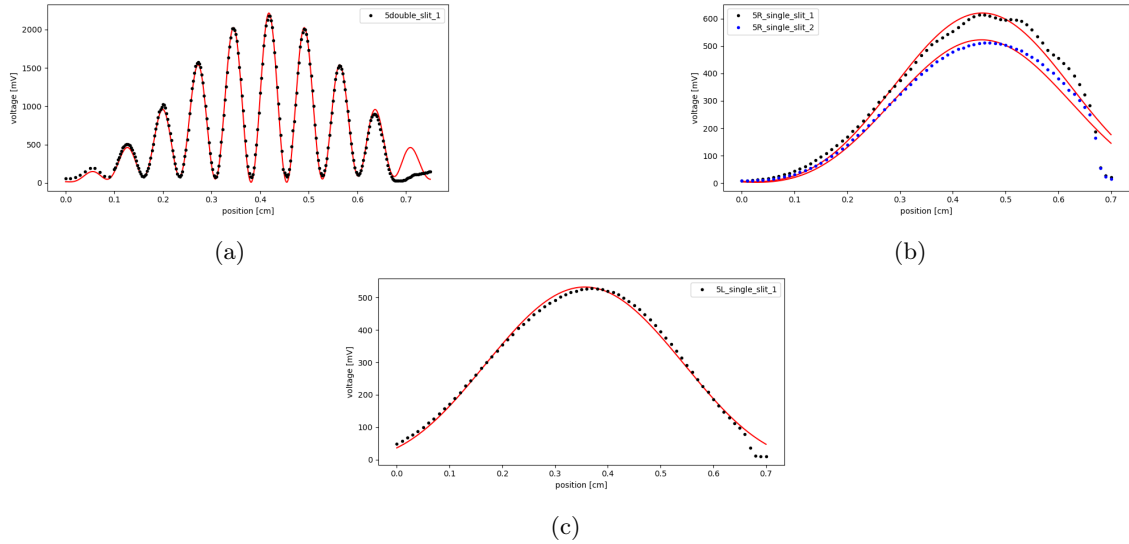 5double_slit_1
2000
1500
1000
500
0
voltage [mV]
0.0 0.1 0.2 0.3 0.4 0.5 0.6 0.7
position [cm]
(a)
5R_single_slit_1
5R_single_slit_2
600
500
400
300
200
100
0
voltage [mV]
0.0 0.1 0.2 0.3 0.4 0.5 0.6 0.7
position [cm]
(b)
5L_single_slit_1
500
400
300
200
100
0
voltage [mV]
0.0 0.1 0.2 0.3 0.4 0.5 0.6 0.7
position [cm]
(c)